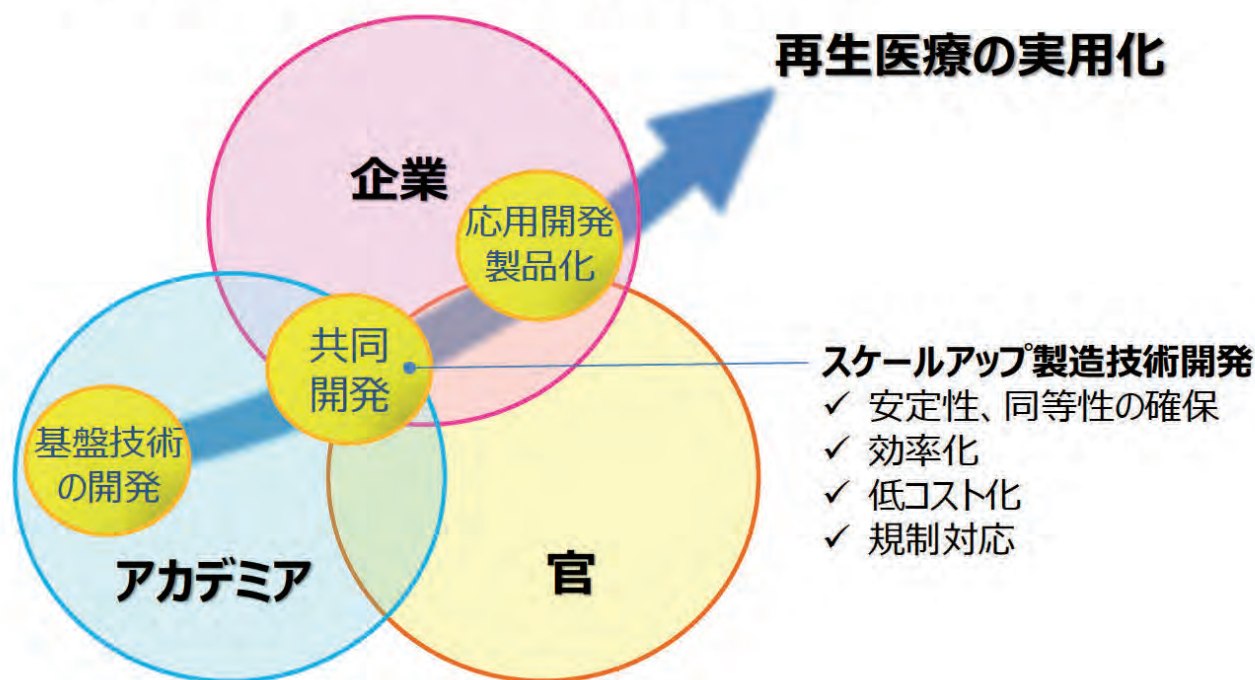 再生医療の実用化
企業
応用開発
製品化
共同
開発
基盤技術
の開発
アカデミア
官
スケールアップ製造技術開発
✓ 安定性、同等性の確保
✓ 効率化
✓ 低コスト化
✓ 規制対応